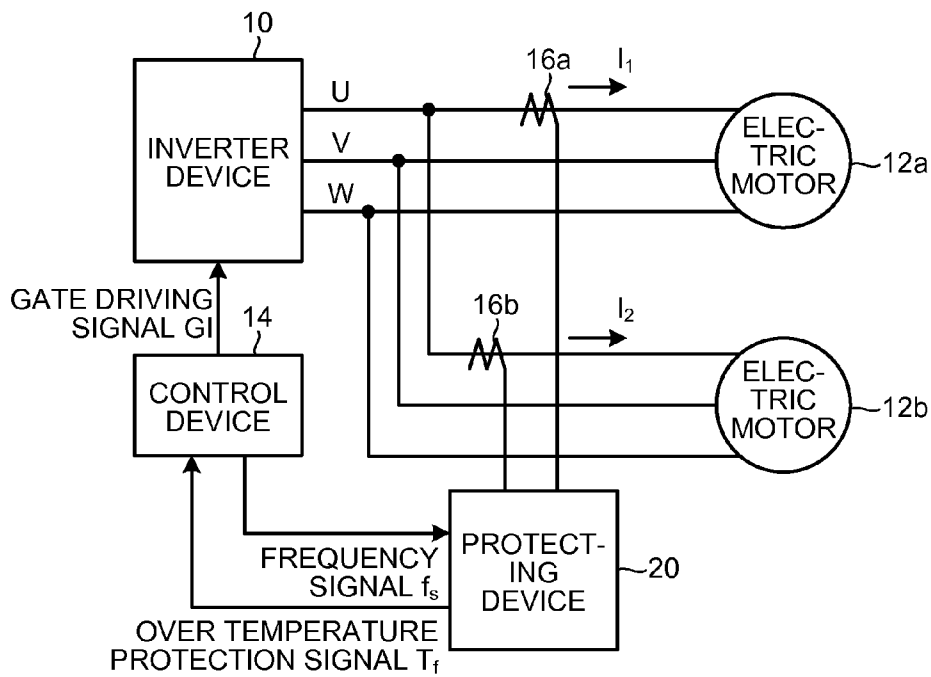 10
16a
I₁
U
INVERTER
DEVICE
V
W
ELEC-
TRIC
MOTOR
12a
GATE DRIVING
SIGNAL GI
14
16b
I₂
CONTROL
DEVICE
ELEC-
TRIC
MOTOR
12b
FREQUENCY
SIGNAL fₛ
PROTECT-
ING
DEVICE
20
OVER TEMPERATURE
PROTECTION SIGNAL T_f